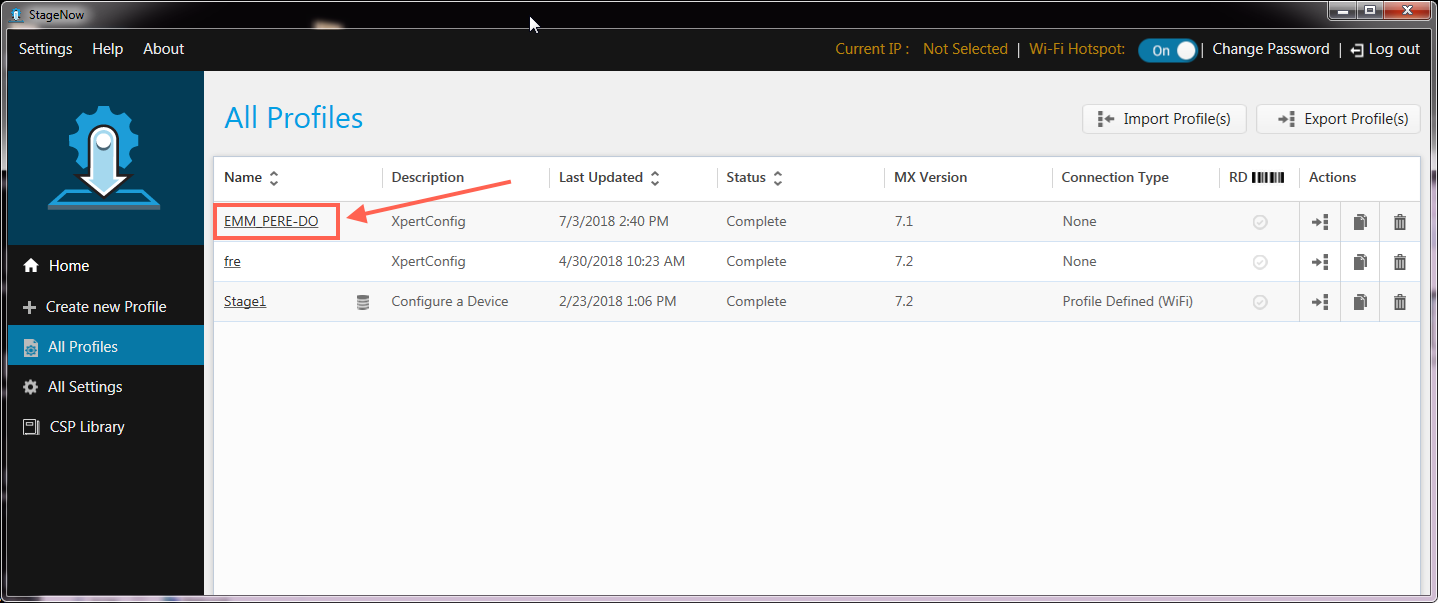 StageNow
Settings Help About Current IP : Not Selected | Wi-Fi Hotspot: On | Change Password | Log out
All Profiles Import Profile(s) Export Profile(s)
Name Description Last Updated Status MX Version Connection Type RD Actions
EMM_PERE-DO XpertConfig 7/3/2018 2:40 PM Complete 7.1 None
fre XpertConfig 4/30/2018 10:23 AM Complete 7.2 None
Stage1 Configure a Device 2/23/2018 1:06 PM Complete 7.2 Profile Defined (WiFi)
Home
Create new Profile
All Profiles
All Settings
CSP Library